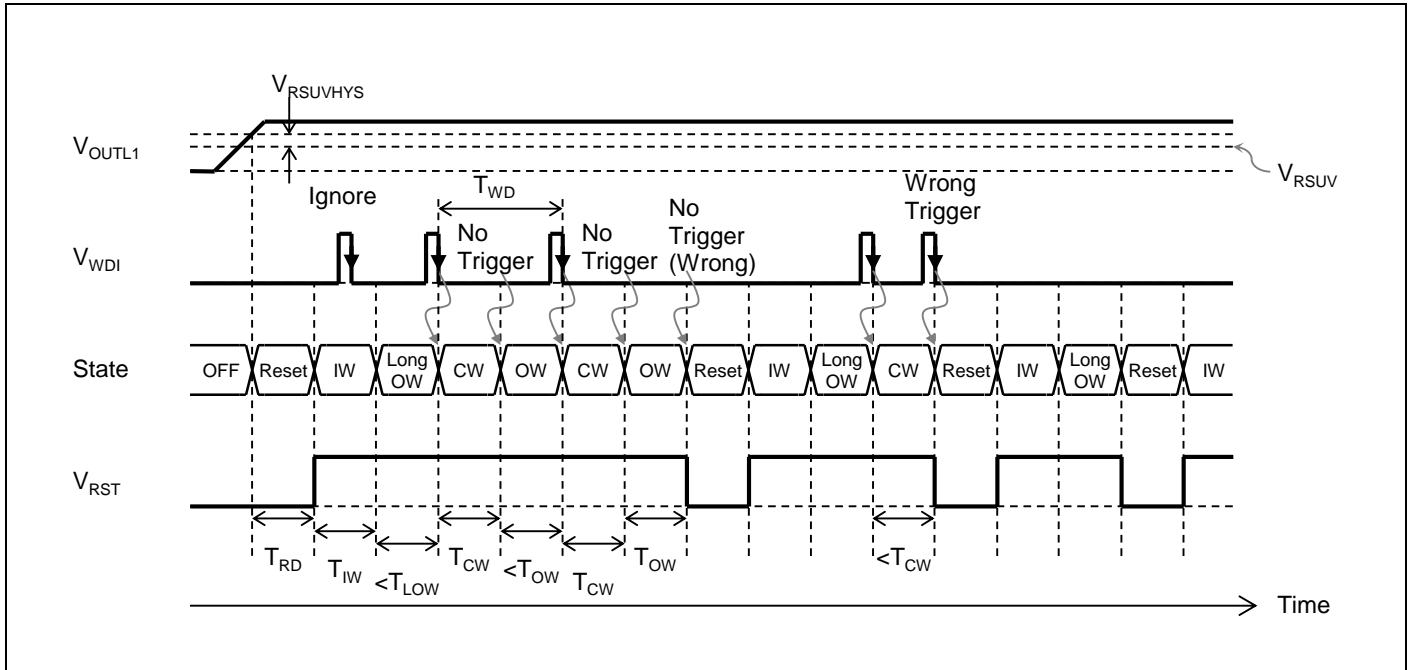 VRSUVHYS
VOUTL1
VRSUV
Ignore
TWD
Wrong
Trigger
No
Trigger
No
Trigger
No
Trigger
(Wrong)
VWDI
State
OFF Reset IW Long OW CW OW CW OW Reset IW Long OW CW Reset IW Long OW Reset IW
VRST
TRD TIW <TLOW TCW <TOW TCW TOW <TCW
Time